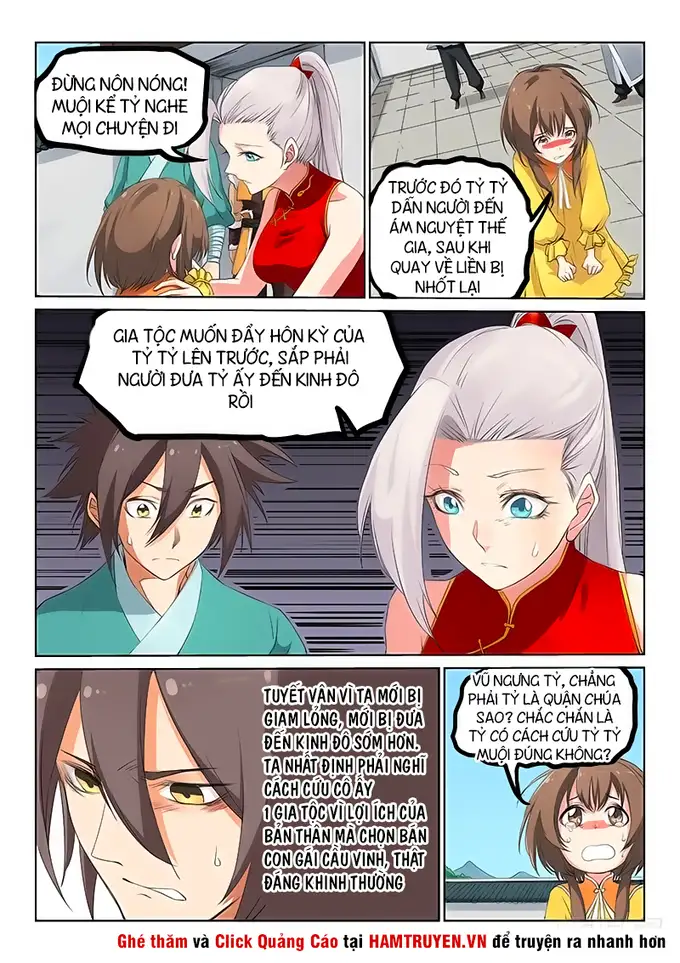 ĐỪNG NÔN NÓNG!
MUỘI KỂ TỶ NGHE
MỌI CHUYỆN ĐI
TRƯỚC ĐÓ TỶ TỶ
DẪN NGƯỜI ĐẾN
ÁM NGUYỆT THẾ
GIA, SAU KHI
QUAY VỀ LIỀN BỊ
NHỐT LẠI
GIA TỘC MUỐN ĐẨY HÔN KỲ CỦA
TỶ TỶ LÊN TRƯỚC, SẮP PHẢI
NGƯỜI ĐƯA TỶ ẤY ĐẾN KINH ĐÔ
RỒI
TUYẾT VÂN VÌ TA MỚI BỊ
GIAM LỎNG, MỚI BỊ ĐƯA
ĐẾN KINH ĐÔ SỚM HƠN.
TA NHẤT ĐỊNH PHẢI NGHĨ
CÁCH CỨU CÔ ẤY
1 GIA TỘC VÌ LỢI ÍCH CỦA
BẢN THÂN MÀ CHỌN BÁN
CON GÁI CẦU VINH, THẬT
ĐÁNG KHINH THƯỜNG
VŨ NGƯNG TỶ, CHẲNG
PHẢI TỶ LÀ QUẬN CHÚA
SAO? CHẮC CHẮN LÀ
TỶ CÓ CÁCH CỨU TỶ TỶ
MUỘI ĐÚNG KHÔNG?
Ghé thăm và Click Quảng Cáo tại HAMTRUYEN.VN để truyện ra nhanh hơn